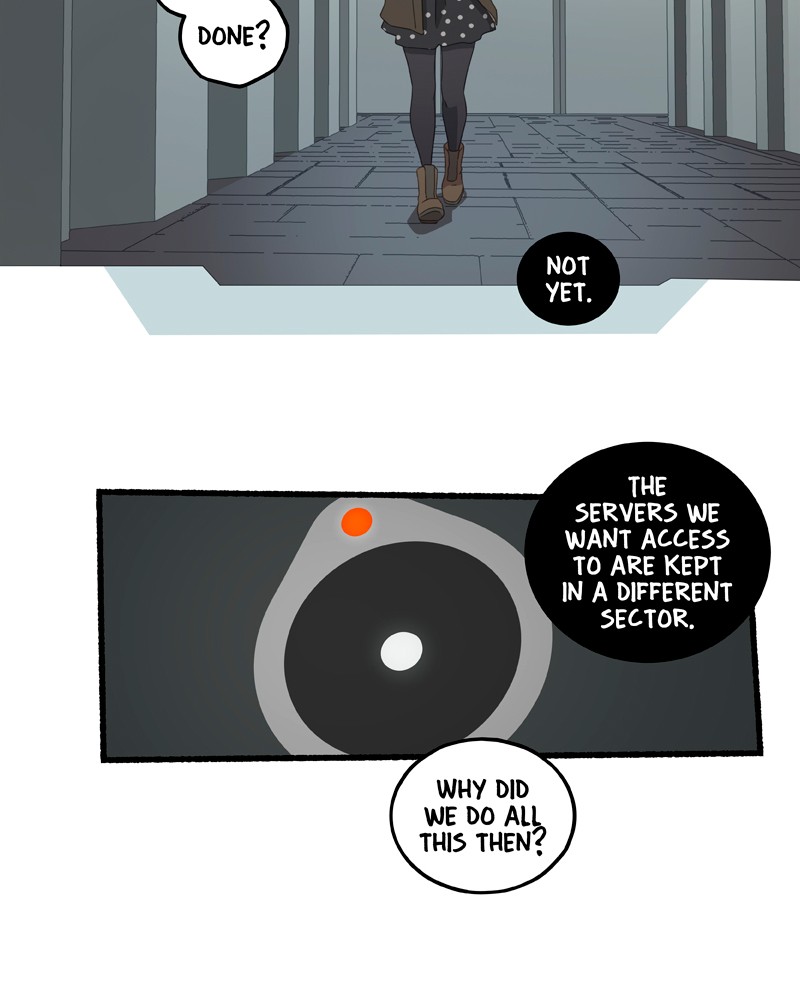 DONE?
NOT
YET.
THE
SERVERS WE
WANT ACCESS
TO ARE KEPT
IN A DIFFERENT
SECTOR.
WHY DID
WE DO ALL
THIS THEN?